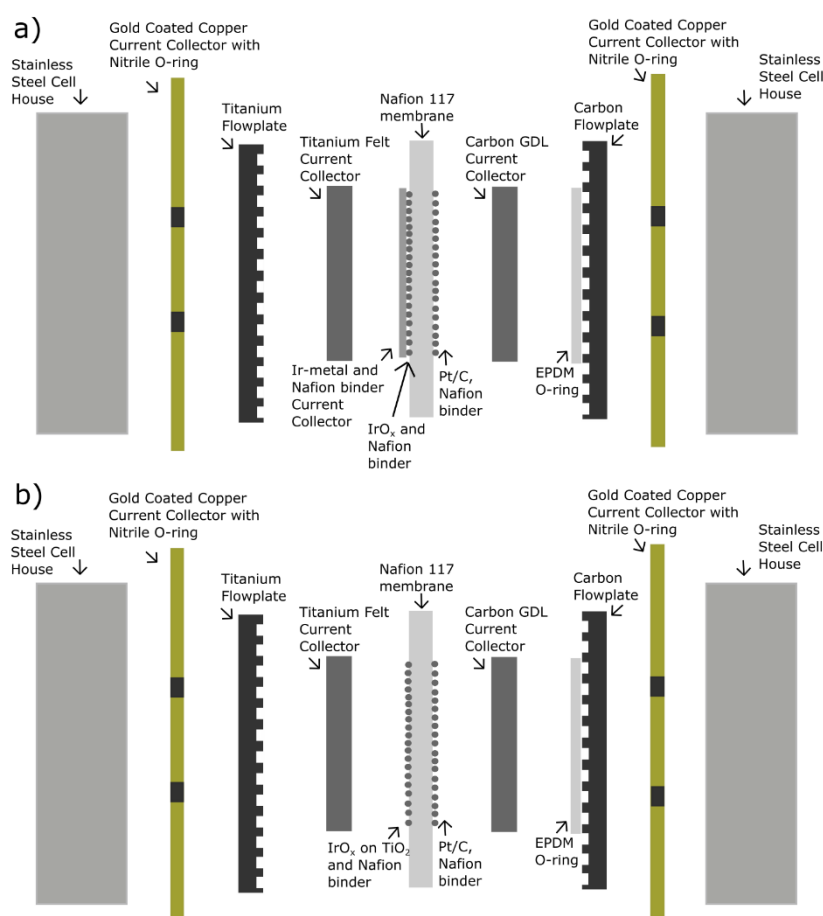 a)
Gold Coated Copper
Current Collector with
Nitrile O-ring
Stainless
Steel Cell
House
Titanium
Flowplate
Titanium Felt
Current
Collector
Nafion 117
membrane
Carbon GDL
Current
Collector
Carbon
Flowplate
Gold Coated Copper
Current Collector with
Nitrile O-ring
Stainless
Steel Cell
House
Ir-metal and
Nafion binder
Current
Collector
IrOₓ and
Nafion
binder
Pt/C,
Nafion
binder
EPDM
O-ring
b)
Gold Coated Copper
Current Collector with
Nitrile O-ring
Stainless
Steel Cell
House
Titanium
Flowplate
Titanium Felt
Current
Collector
Nafion 117
membrane
Carbon GDL
Current
Collector
Carbon
Flowplate
Gold Coated Copper
Current Collector with
Nitrile O-ring
Stainless
Steel Cell
House
IrOₓ on TiO₂
and Nafion
binder
Pt/C,
Nafion
binder
EPDM
O-ring